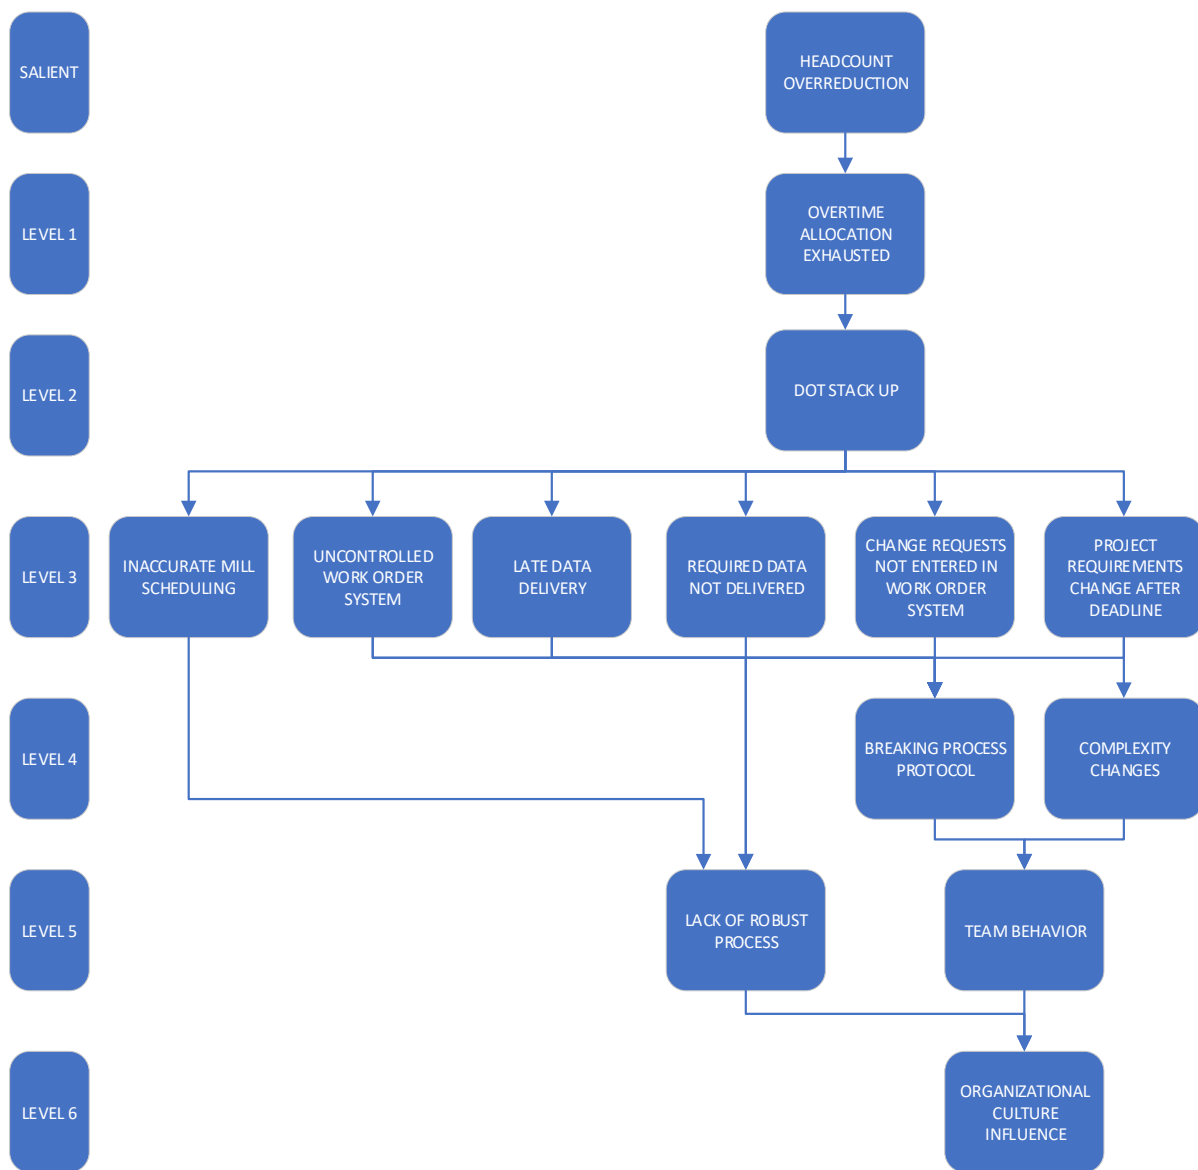 SALIENT
HEADCOUNT
OVERREDUCTION
LEVEL 1
OVERTIME
ALLOCATION
EXHAUSTED
LEVEL 2
DOT STACK UP
LEVEL 3
INACCURATE MILL
SCHEDULING
UNCONTROLLED
WORK ORDER
SYSTEM
LATE DATA
DELIVERY
REQUIRED DATA
NOT DELIVERED
CHANGE REQUESTS
NOT ENTERED IN
WORK ORDER
SYSTEM
PROJECT
REQUIREMENTS
CHANGE AFTER
DEADLINE
LEVEL 4
BREAKING PROCESS
PROTOCOL
COMPLEXITY
CHANGES
LEVEL 5
LACK OF ROBUST
PROCESS
TEAM BEHAVIOR
LEVEL 6
ORGANIZATIONAL
CULTURE
INFLUENCE